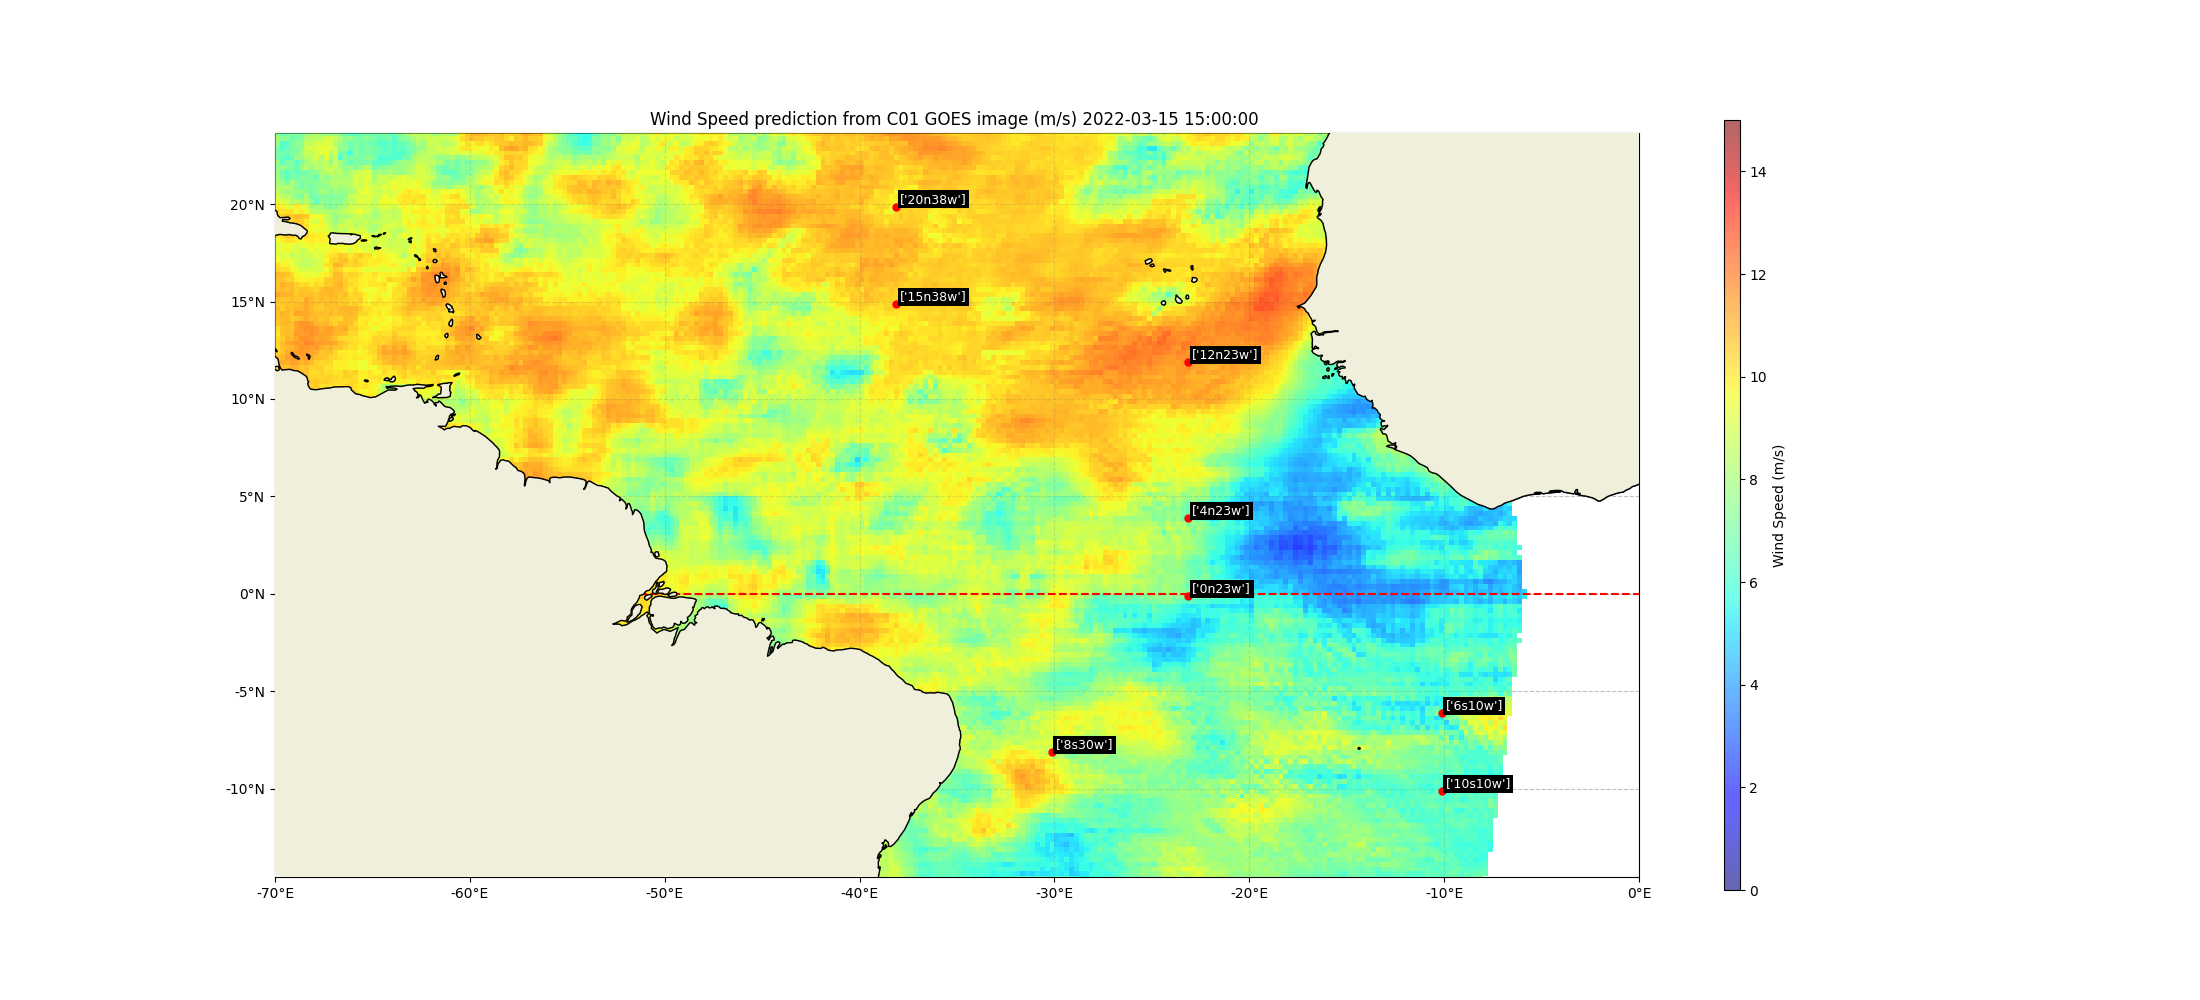 Wind Speed prediction from C01 GOES image (m/s) 2022-03-15 15:00:00
20°N
15°N
10°N
5°N
0°N
-5°N
-10°N
-70°E
-60°E
-50°E
-40°E
-30°E
-20°E
-10°E
0°E
['20n38w']
['15n38w']
['12n23w']
['4n23w']
['0n23w']
['6s10w']
['8s30w']
['10s10w']
14
12
10
8
6
4
2
0
Wind Speed (m/s)